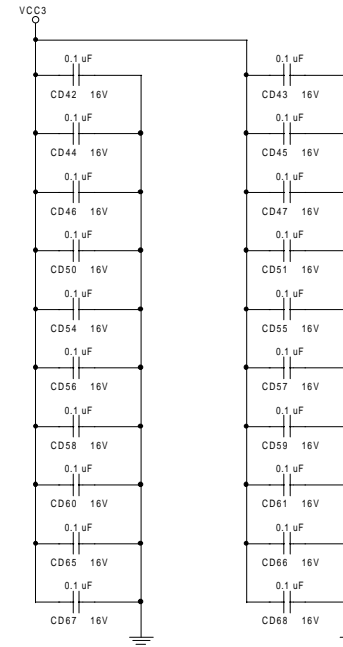 VCC3
0.1 uF 0.1 uF
CD42 16V CD43 16V
0.1 uF 0.1 uF
CD44 16V CD45 16V
0.1 uF 0.1 uF
CD46 16V CD47 16V
0.1 uF 0.1 uF
CD50 16V CD51 16V
0.1 uF 0.1 uF
CD54 16V CD55 16V
0.1 uF 0.1 uF
CD56 16V CD57 16V
0.1 uF 0.1 uF
CD58 16V CD59 16V
0.1 uF 0.1 uF
CD60 16V CD61 16V
0.1 uF 0.1 uF
CD65 16V CD66 16V
0.1 uF 0.1 uF
CD67 16V CD68 16V